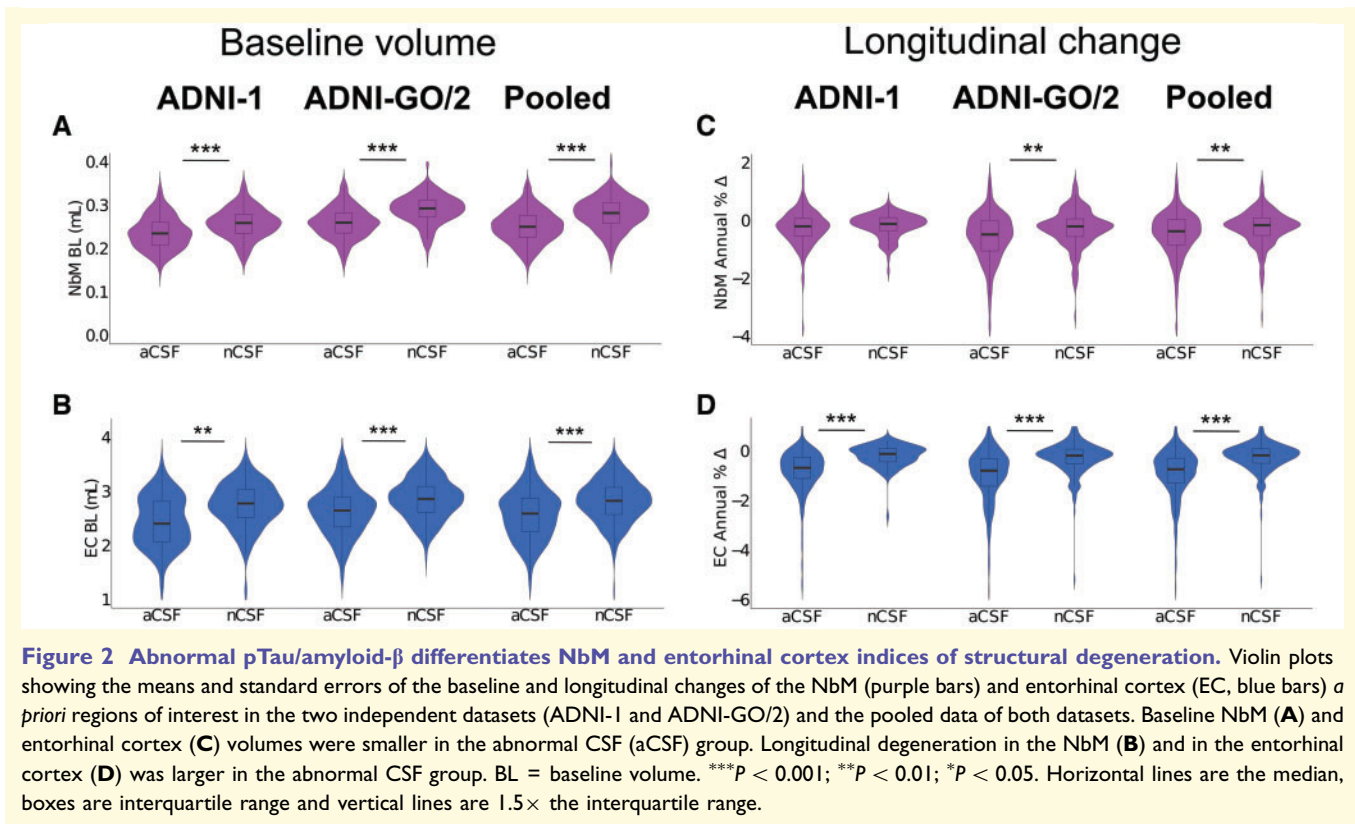 Baseline volume
Longitudinal change
ADNI-1 ADNI-GO/2 Pooled
ADNI-1 ADNI-GO/2 Pooled
A
*** *** ***
NbM BL (mL)
0.4
0.3
0.2
0.1
0.0
aCSF nCSF aCSF nCSF aCSF nCSF
C
** **
NbM Annual % Δ
2
0
−2
−4
aCSF nCSF aCSF nCSF aCSF nCSF
B
** *** ***
EC BL (mL)
4
3
2
1
aCSF nCSF aCSF nCSF aCSF nCSF
D
*** *** ***
EC Annual % Δ
0
−2
−4
−6
aCSF nCSF aCSF nCSF aCSF nCSF
Figure 2 Abnormal pTau/amyloid-β differentiates NbM and entorhinal cortex indices of structural degeneration. Violin plots
showing the means and standard errors of the baseline and longitudinal changes of the NbM (purple bars) and entorhinal cortex (EC, blue bars) a
priori regions of interest in the two independent datasets (ADNI-1 and ADNI-GO/2) and the pooled data of both datasets. Baseline NbM (A) and
entorhinal cortex (C) volumes were smaller in the abnormal CSF (aCSF) group. Longitudinal degeneration in the NbM (B) and in the entorhinal
cortex (D) was larger in the abnormal CSF group. BL = baseline volume. ***P < 0.001; **P < 0.01; *P < 0.05. Horizontal lines are the median,
boxes are interquartile range and vertical lines are 1.5× the interquartile range.